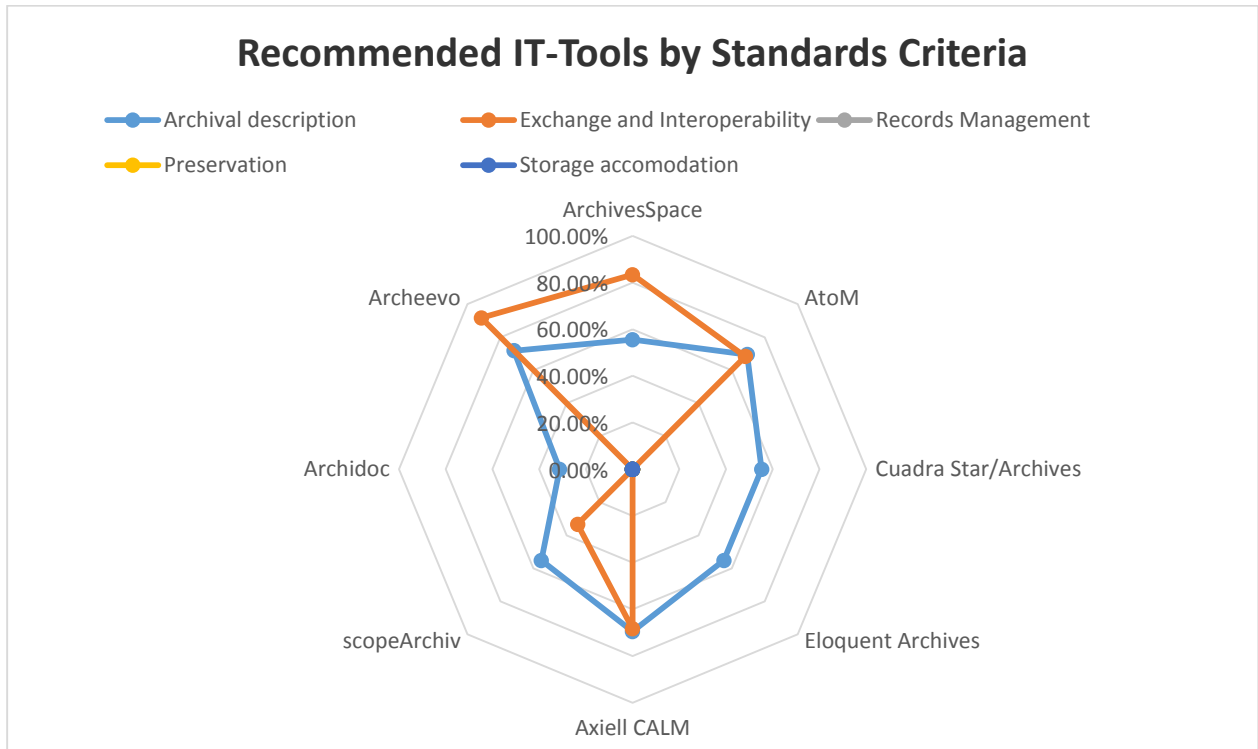 Recommended IT-Tools by Standards Criteria
Archival description
Exchange and Interoperability
Records Management
Preservation
Storage accomodation
ArchivesSpace
AtoM
Cuadra Star/Archives
Eloquent Archives
Axiell CALM
scopeArchiv
Archidoc
Archeevo
100.00%
80.00%
60.00%
40.00%
20.00%
0.00%